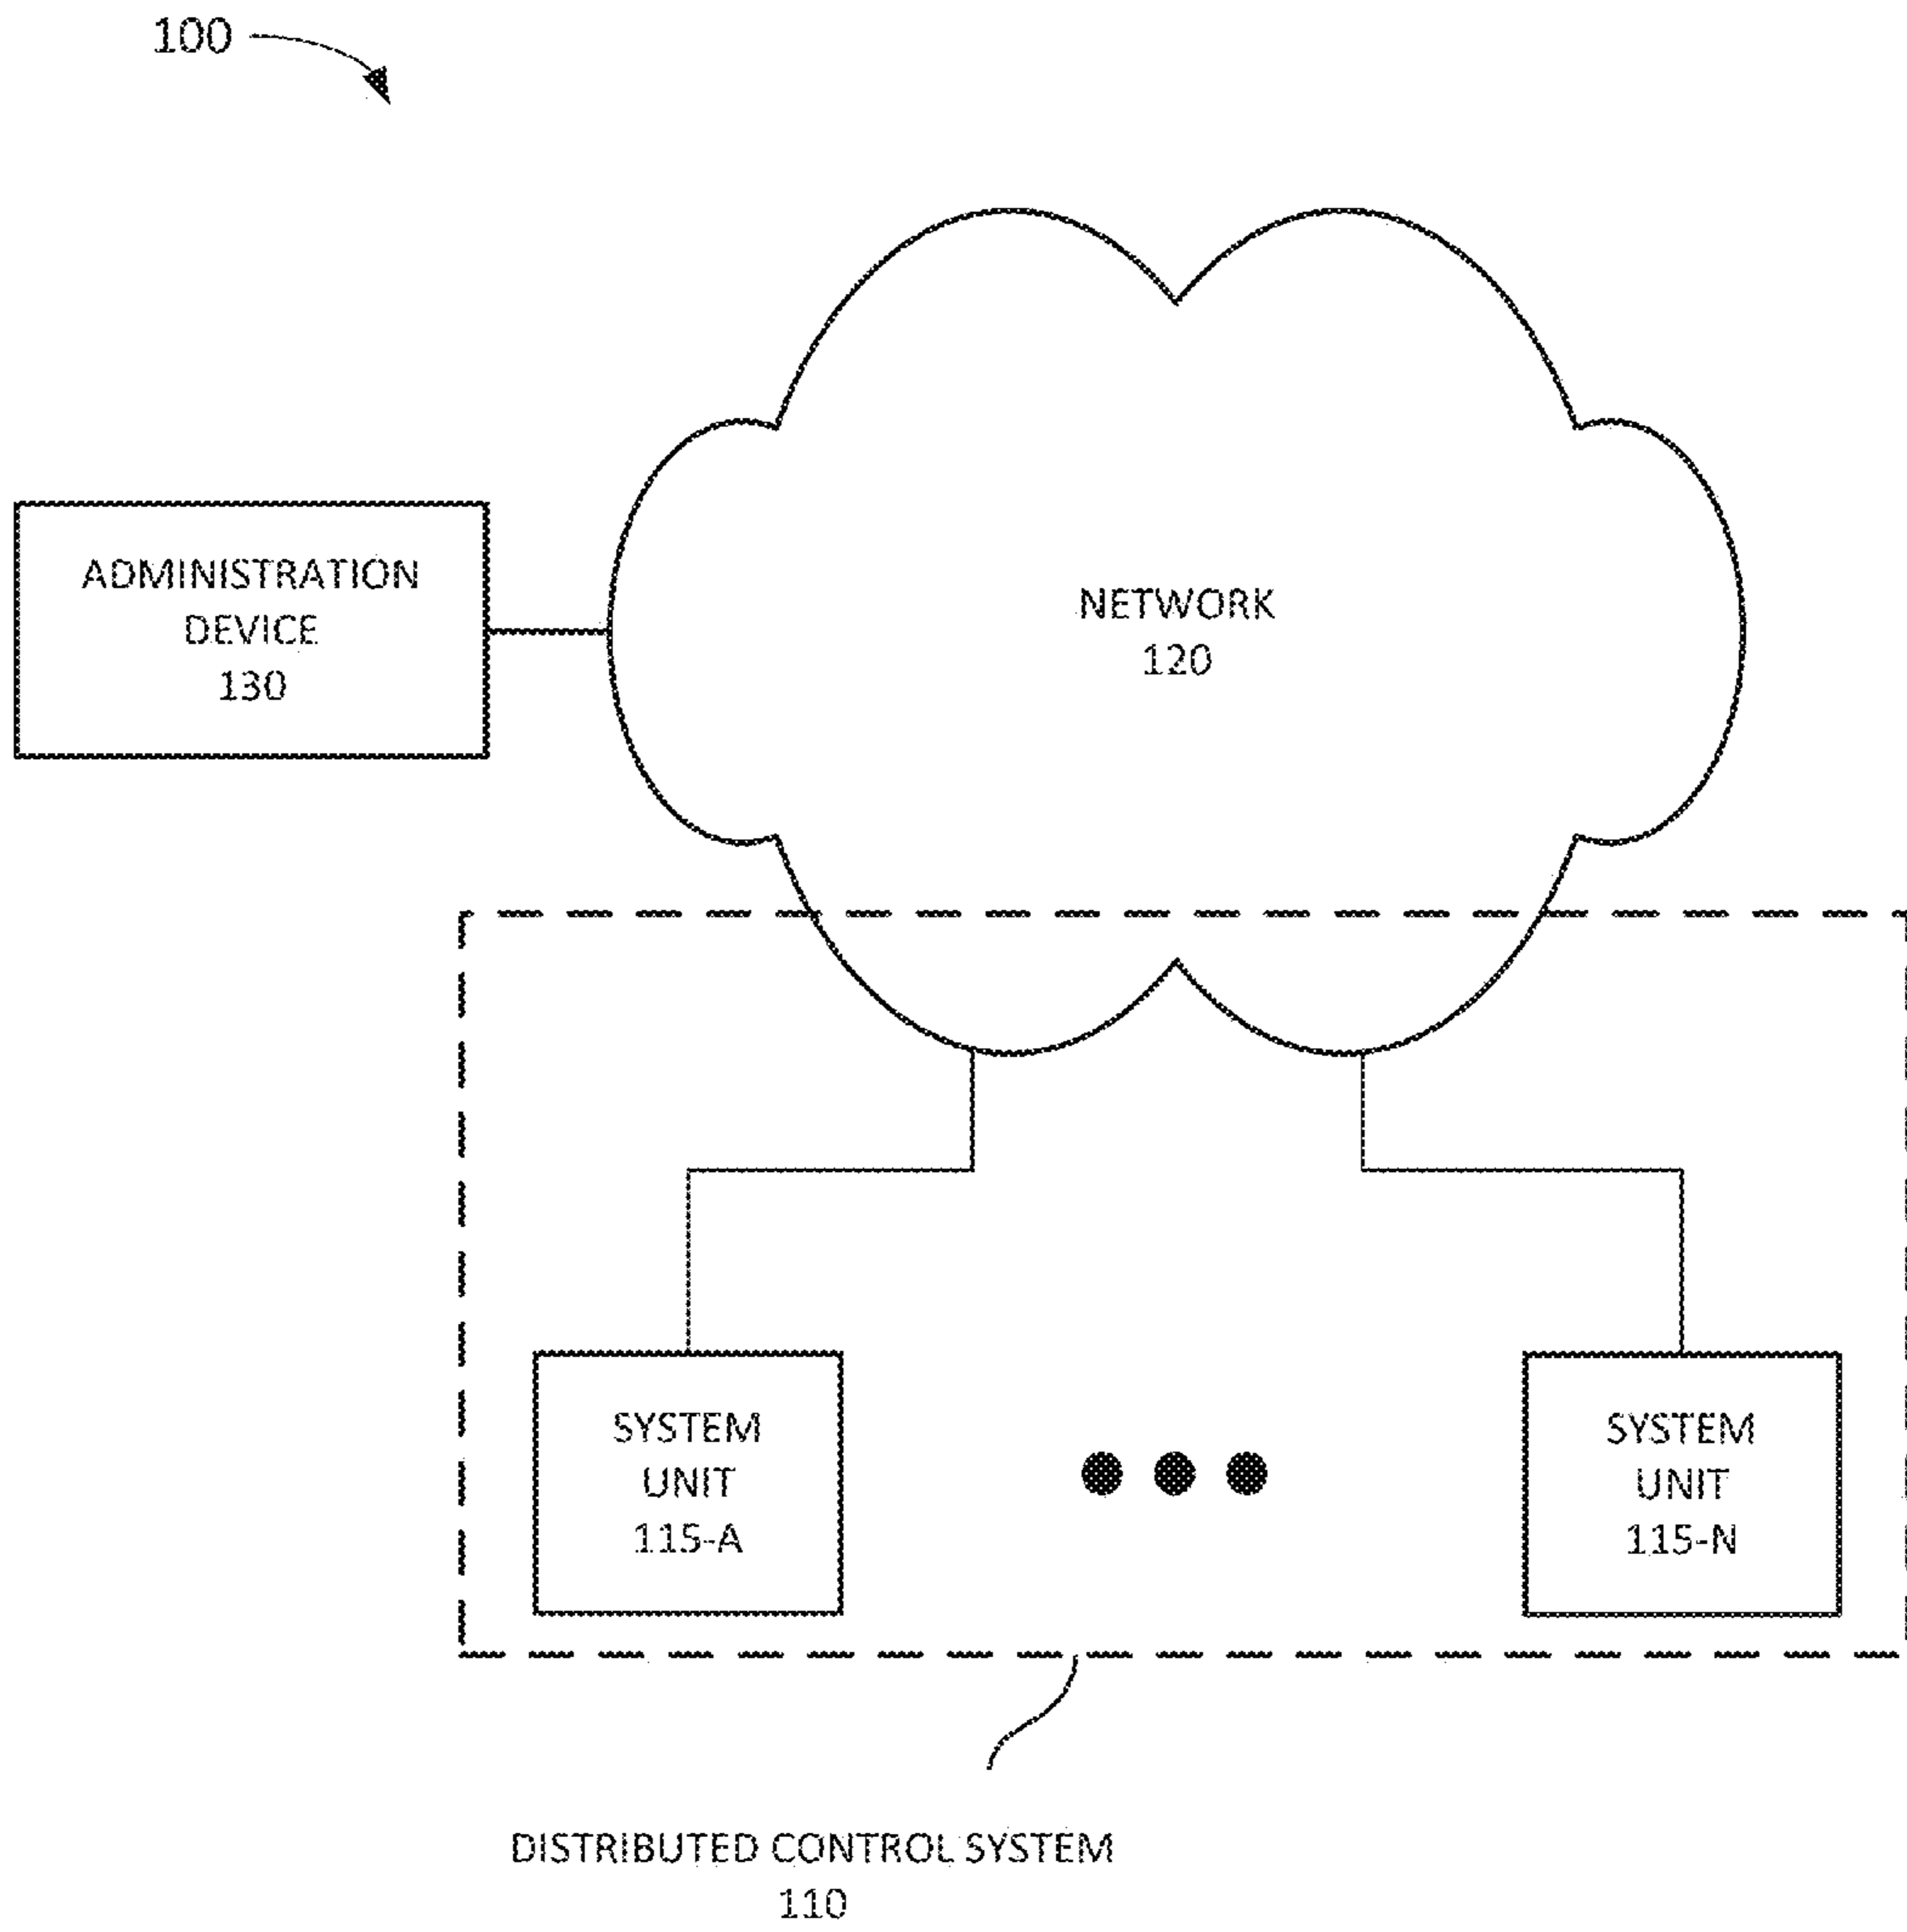 100
ADMINISTRATION
DEVICE
130
NETWORK
120
SYSTEM
UNIT
115-A
SYSTEM
UNIT
115-N
DISTRIBUTED CONTROL SYSTEM
110